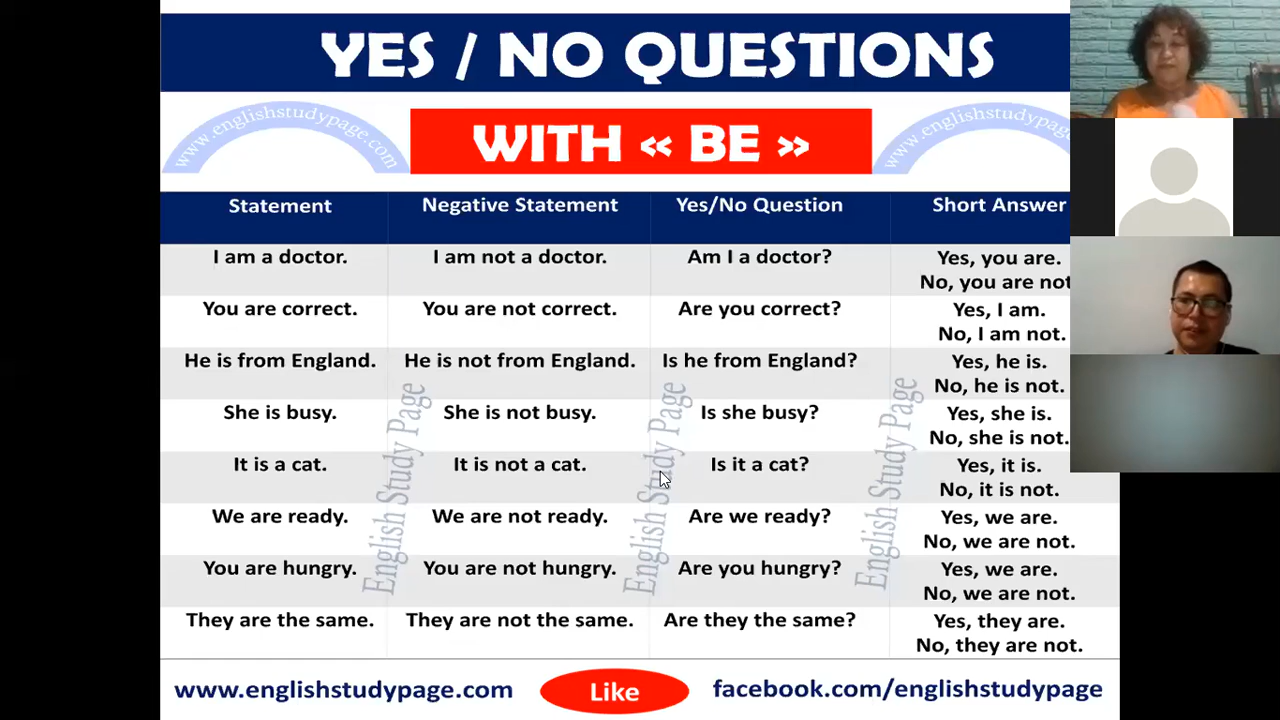 YES / NO QUESTIONS
www.englishstudypage.com
WITH « BE »
www.englishstudypage.
Statement Negative Statement Yes/No Question Short Answer
I am a doctor. I am not a doctor. Am I a doctor? Yes, you are.
No, you are not
You are correct. You are not correct. Are you correct? Yes, I am.
No, I am not.
He is from England. He is not from England. Is he from England? Yes, he is.
No, he is not.
She is busy. She is not busy. Is she busy? Yes, she is.
No, she is not.
It is a cat. It is not a cat. Is it a cat? Yes, it is.
No, it is not.
We are ready. We are not ready. Are we ready? Yes, we are.
No, we are not.
You are hungry. You are not hungry. Are you hungry? Yes, we are.
No, we are not.
They are the same. They are not the same. Are they the same? Yes, they are.
No, they are not.
English Study Page
English Study Page
English Study Page
www.englishstudypage.com Like facebook.com/englishstudypage